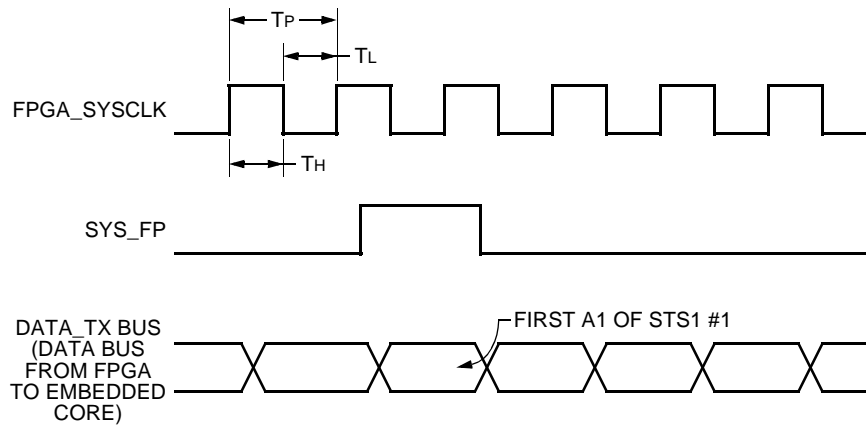 TP
TL
FPGA_SYSCLK
TH
SYS_FP
FIRST A1 OF STS1 #1
DATA_TX BUS
(DATA BUS
FROM FPGA
TO EMBEDDED
CORE)